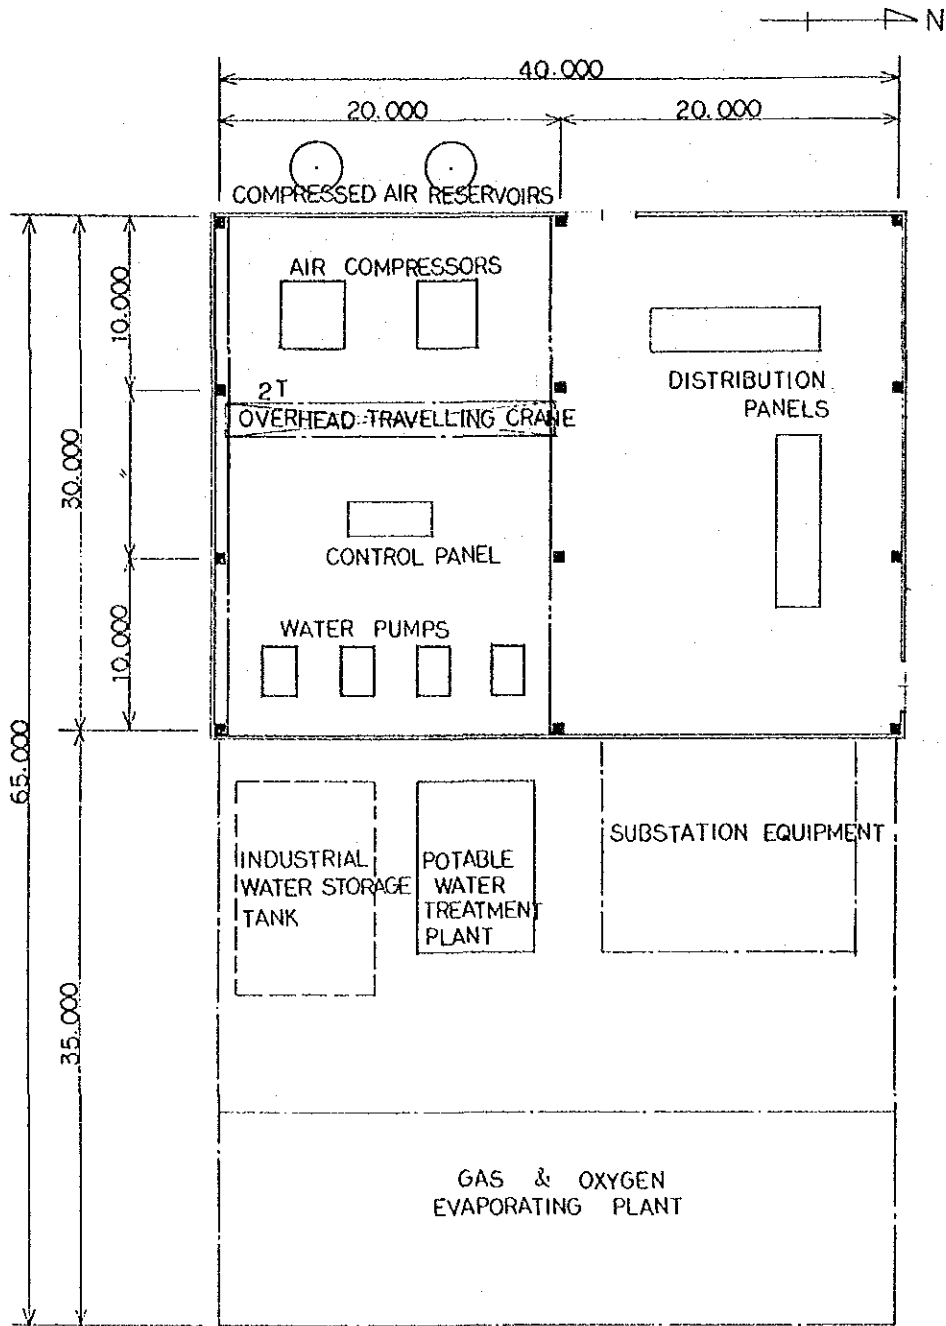 N
40.000
20.000
20.000
COMPRESSED AIR RESERVOIRS
AIR COMPRESSORS
10.000
2T
OVERHEAD TRAVELLING CRANE
DISTRIBUTION
PANELS
30.000
〃
CONTROL PANEL
10.000
WATER PUMPS
65.000
SUBSTATION EQUIPMENT
INDUSTRIAL
WATER STORAGE
TANK
POTABLE
WATER
TREATMENT
PLANT
35.000
GAS & OXYGEN
EVAPORATING PLANT